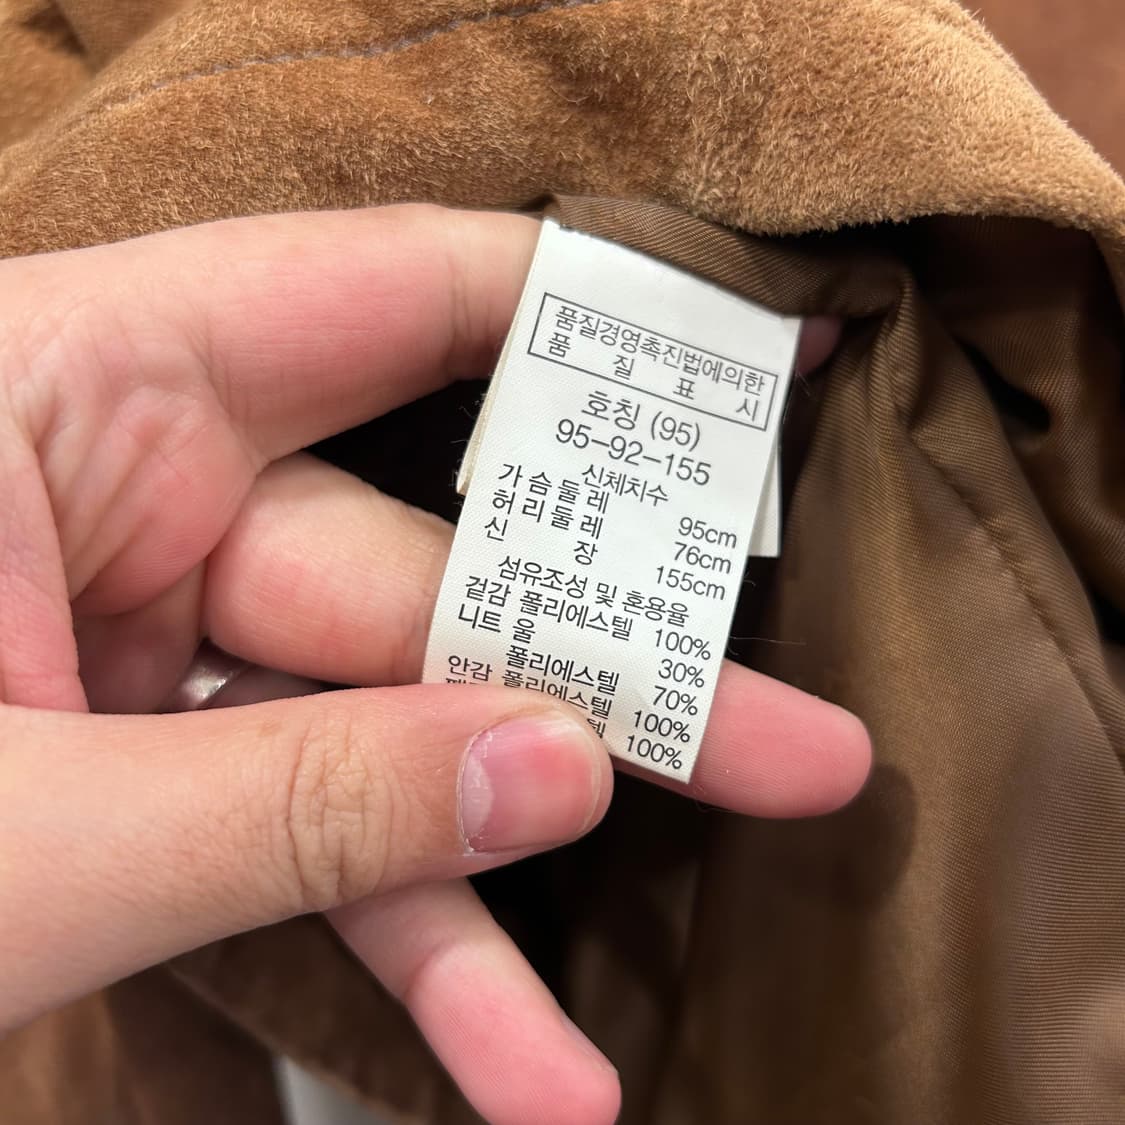 품질경영촉진법에의한
품 질 표 시
호칭 (95)
95-92-155
신체치수
가슴둘레 95cm
허리둘레 76cm
신 장 155cm
섬유조성 및 혼용율
겉감 폴리에스텔 100%
니트 울 30%
폴리에스텔 70%
안감 폴리에스텔 100%
텔 100%